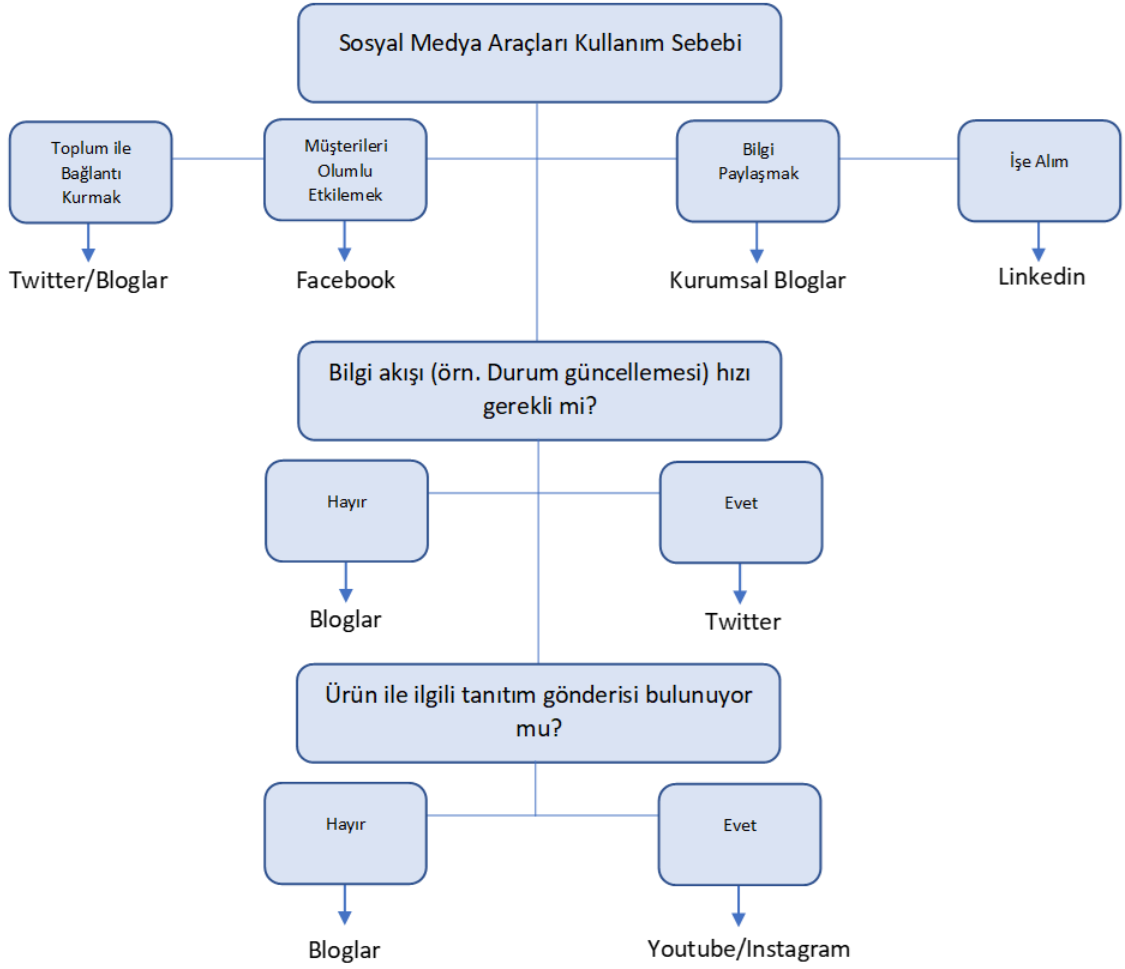 Sosyal Medya Araçları Kullanım Sebebi
Toplum ile
Bağlantı
Kurmak
Müşterileri
Olumlu
Etkilemek
Bilgi
Paylaşmak
İşe Alım
Twitter/Bloglar
Facebook
Kurumsal Bloglar
Linkedin
Bilgi akışı (örn. Durum güncellemesi) hızı
gerekli mi?
Hayır
Evet
Bloglar
Twitter
Ürün ile ilgili tanıtım gönderisi bulunuyor
mu?
Hayır
Evet
Bloglar
Youtube/Instagram